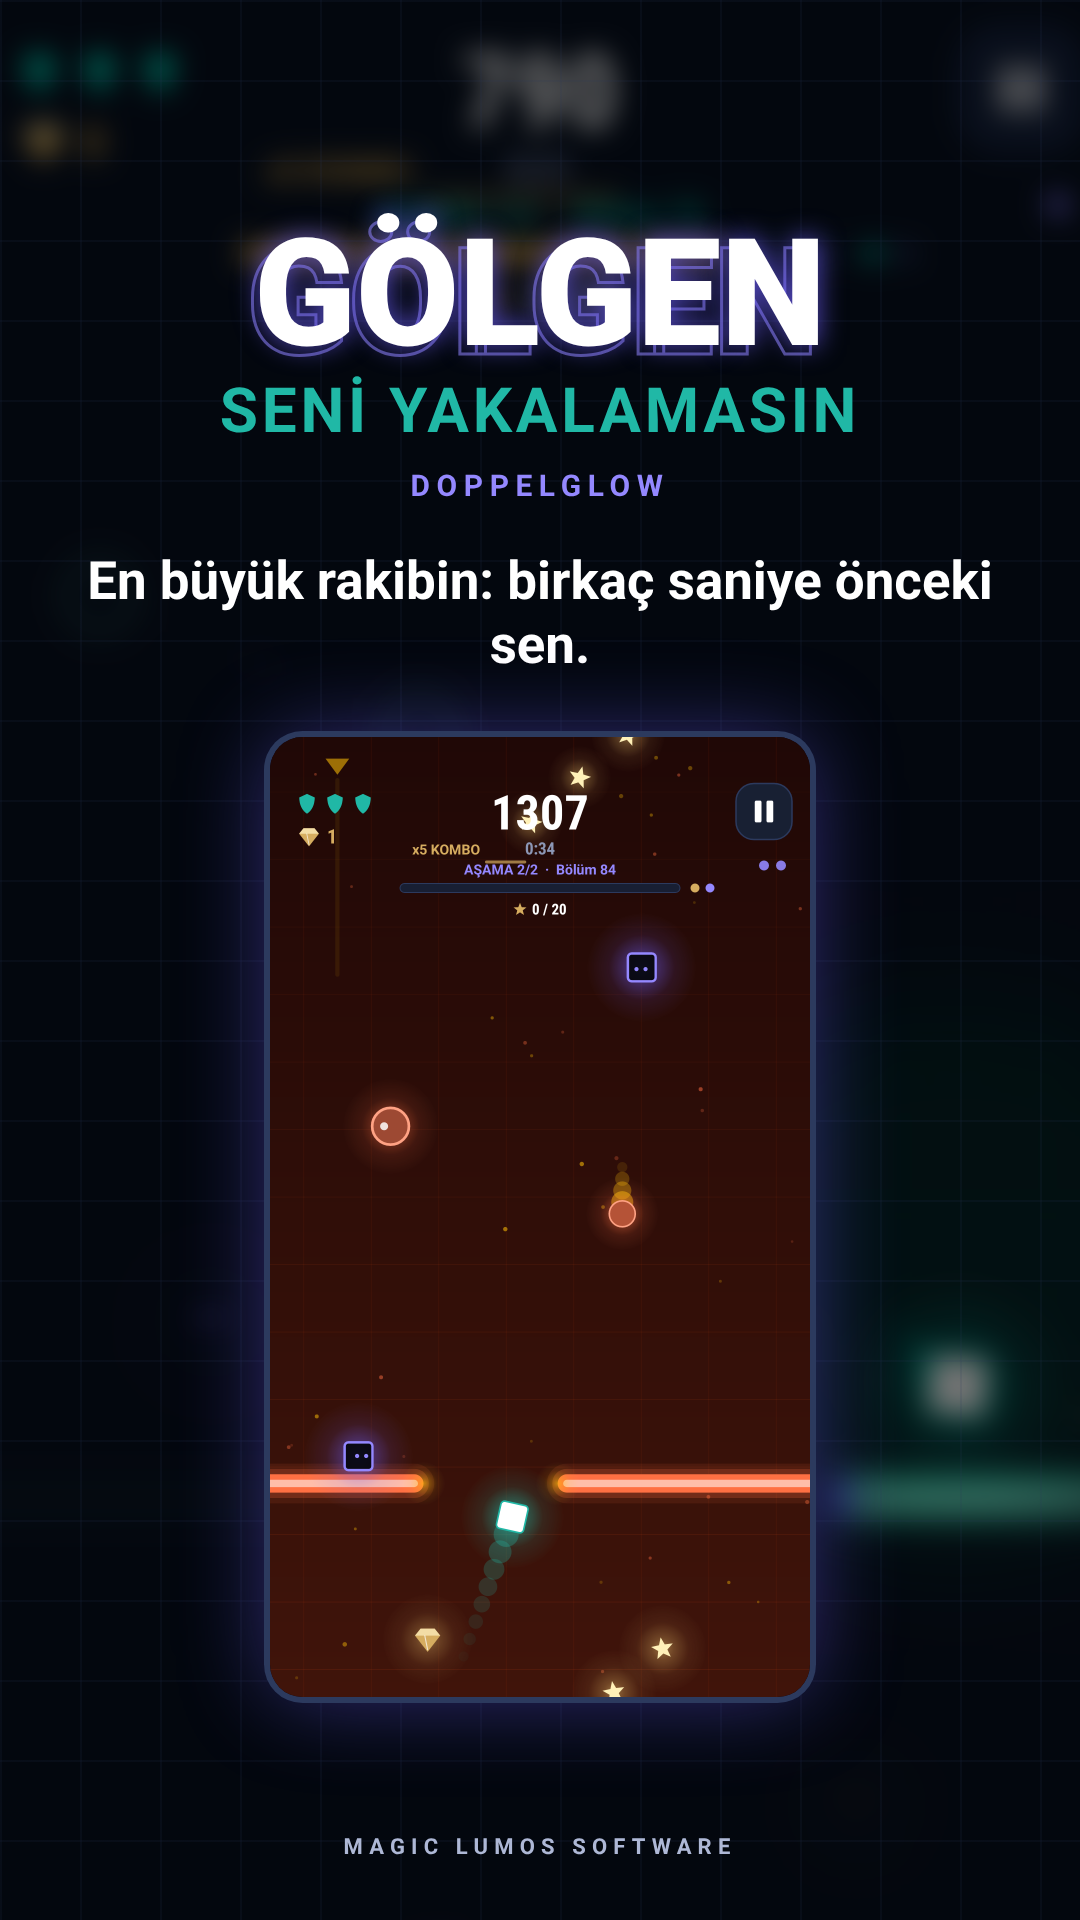 790
GÖLGEN
SENİ YAKALAMASIN
DOPPELGLOW
En büyük rakibin: birkaç saniye önceki
sen.
1307
1
x5 KOMBO 0:34
AŞAMA 2/2 · Bölüm 84
0 / 20
MAGIC LUMOS SOFTWARE